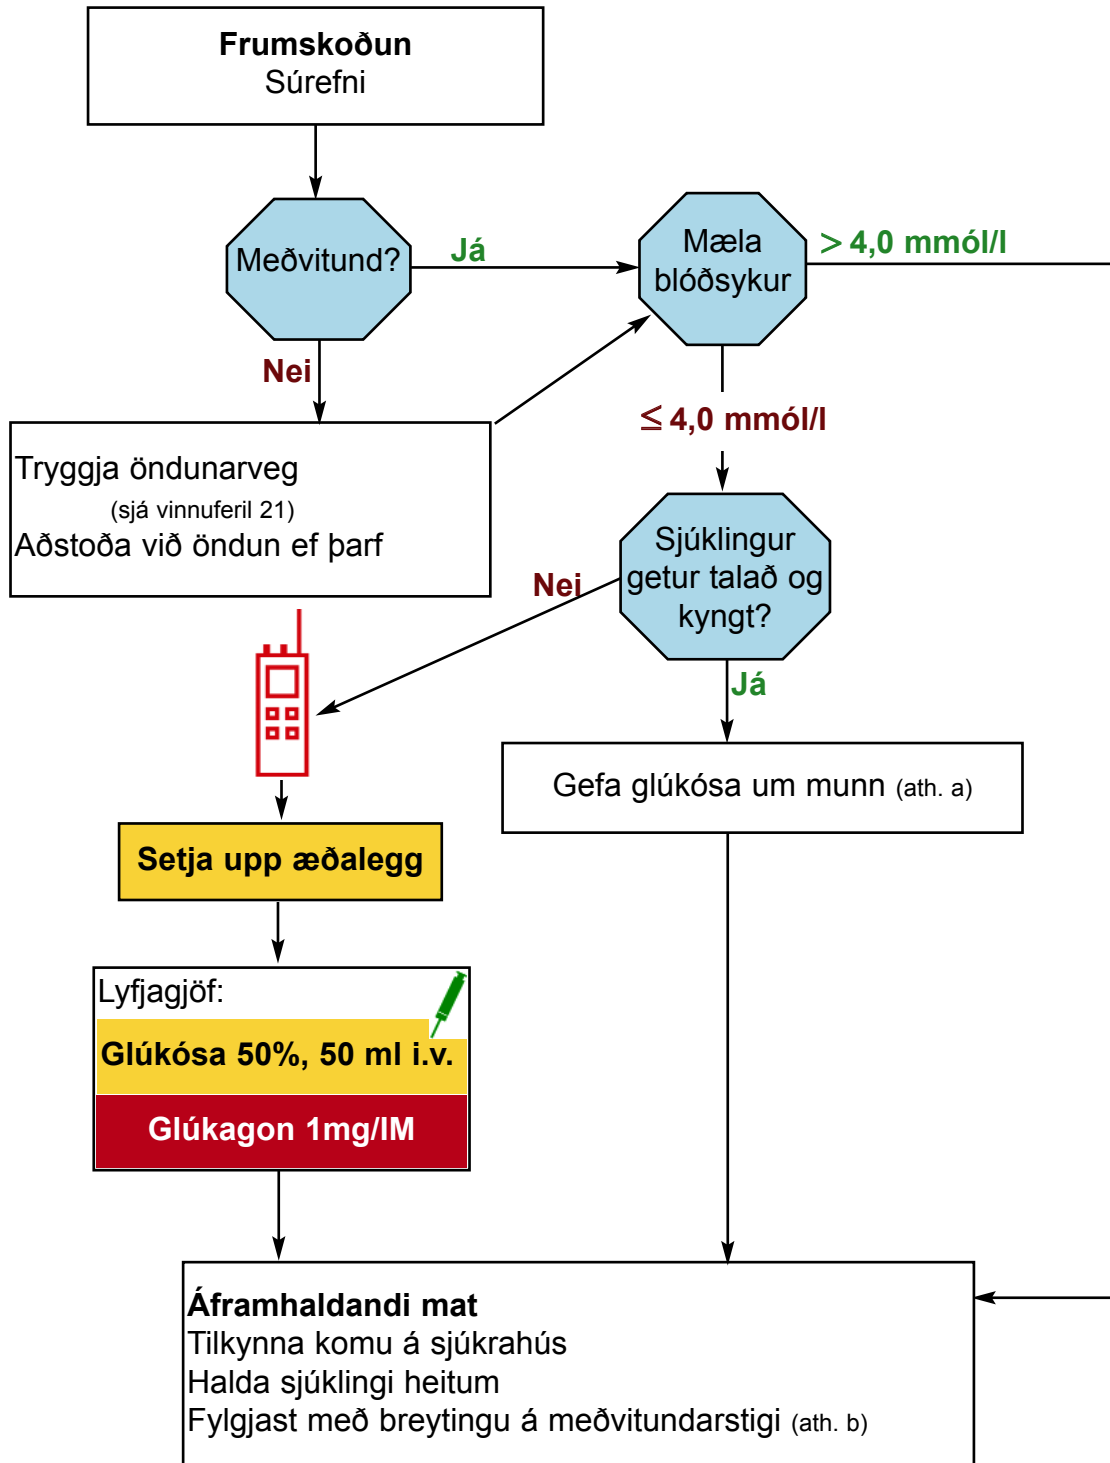 Frumskoðun
Súrefni
Meðvitund?
Já
Mæla
blóðsykur
> 4,0 mmól/l
Nei
≤ 4,0 mmól/l
Tryggja öndunarveg
(sjá vinnuferil 21)
Aðstoða við öndun ef þarf
Sjúklingur
getur talað og
kyngt?
Nei
Já
Gefa glúkósa um munn (ath. a)
Setja upp æðalegg
Lyfjagjöf:
Glúkósa 50%, 50 ml i.v.
Glúkagon 1mg/IM
Áframhaldandi mat
Tilkynna komu á sjúkrahús
Halda sjúklingi heitum
Fylgjast með breytingu á meðvitundarstigi (ath. b)